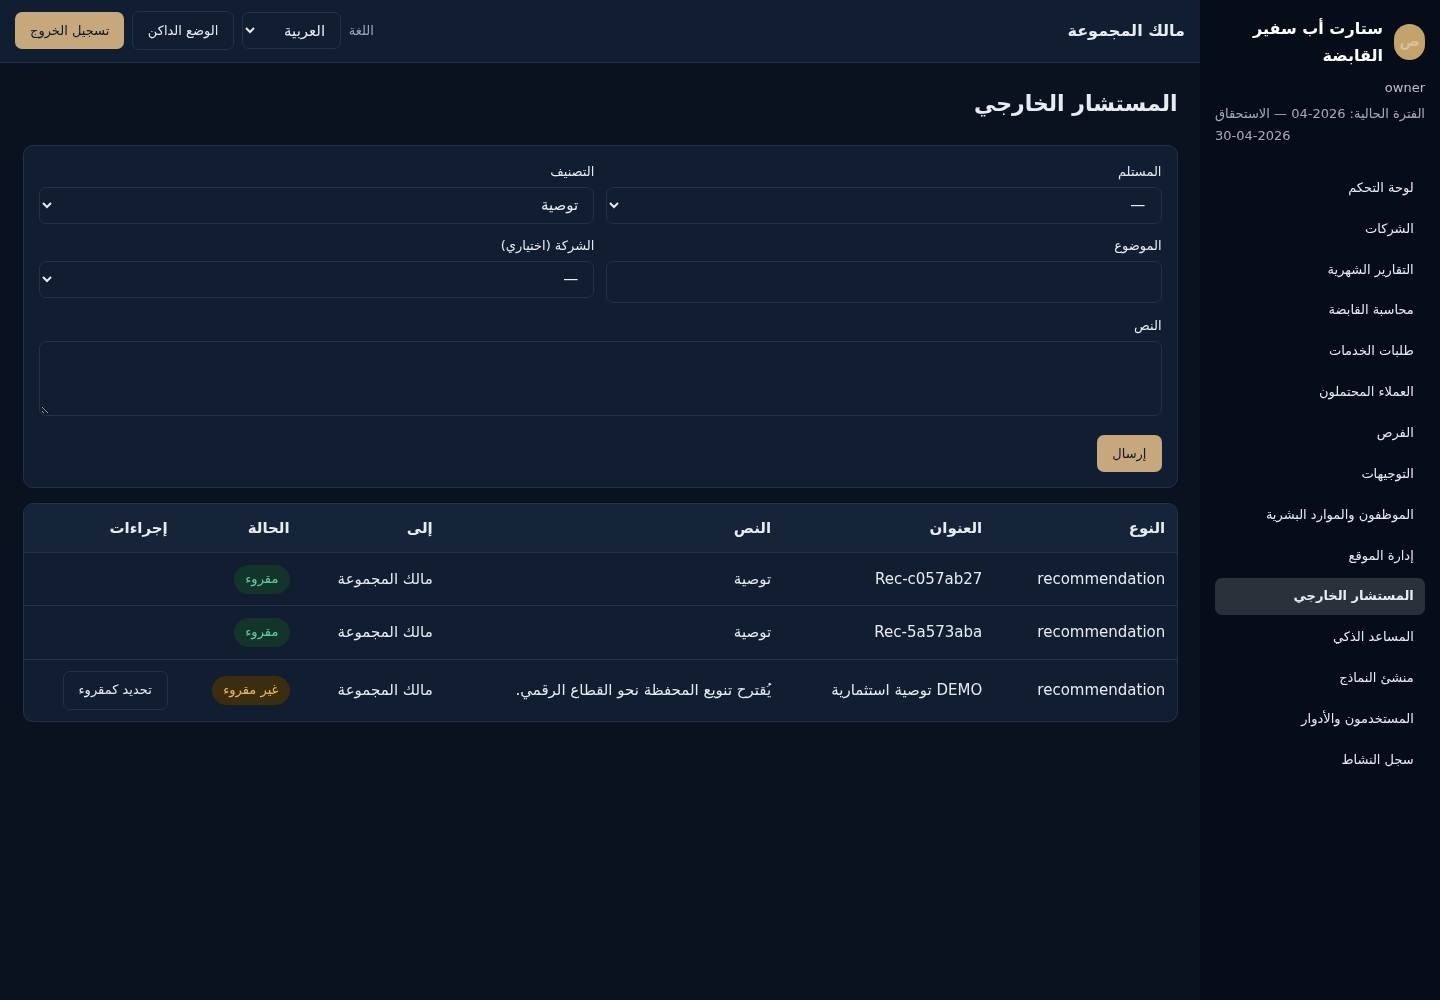 ص
ستارت أب سفير
القابضة
owner
الفترة الحالية: 2026-04 — الاستحقاق
2026-04-30
لوحة التحكم
الشركات
التقارير الشهرية
محاسبة القابضة
طلبات الخدمات
العملاء المحتملون
الفرص
التوجيهات
الموظفون والموارد البشرية
إدارة الموقع
المستشار الخارجي
المساعد الذكي
منشئ النماذج
المستخدمون والأدوار
سجل النشاط
مالك المجموعة
اللغة العربية الوضع الداكن تسجيل الخروج
المستشار الخارجي
المستلم التصنيف
— توصية
الموضوع الشركة (اختياري)
—
النص
إرسال
النوع العنوان النص إلى الحالة إجراءات
recommendation Rec-c057ab27 توصية مالك المجموعة مقروء
recommendation Rec-5a573aba توصية مالك المجموعة مقروء
recommendation DEMO توصية استثمارية يُقترح تنويع المحفظة نحو القطاع الرقمي. مالك المجموعة غير مقروء تحديد كمقروء